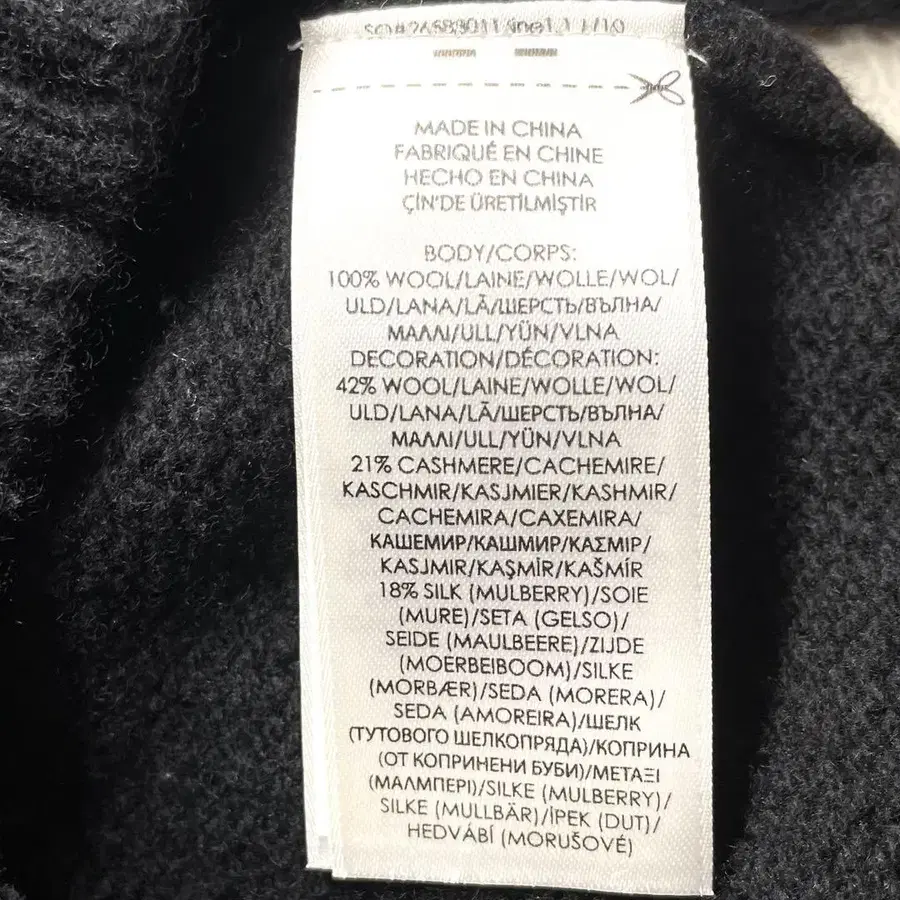 MADE IN CHINA
FABRIQUÉ EN CHINE
HECHO EN CHINA
ÇİN'DE ÜRETİLMİŞTİR
BODY/CORPS:
100% WOOL/LAINE/WOLLE/WOL/
ULD/LANA/LÃ/ШЕРСТЬ/ВЪЛНА/
ΜΑΛΛΙ/ULL/YÜN/VLNA
DECORATION/DÉCORATION:
42% WOOL/LAINE/WOLLE/WOL/
ULD/LANA/LÃ/ШЕРСТЬ/ВЪЛНА/
ΜΑΛΛΙ/ULL/YÜN/VLNA
21% CASHMERE/CACHEMIRE/
KASCHMIR/KASJMIER/KASHMIR/
CACHEMIRA/CAXEMIRA/
КАШЕМИР/КАШМИР/ΚΑΣΜΙΡ/
KASJMIR/KAŞMİR/KAŠMÍR
18% SILK (MULBERRY)/SOIE
(MURE)/SETA (GELSO)/
SEIDE (MAULBEERE)/ZIJDE
(MOERBEIBOOM)/SILKE
(MORBÆR)/SEDA (MORERA)/
SEDA (AMOREIRA)/ШЕЛК
(ТУТОВОГО ШЕЛКОПРЯДА)/КОПРИНА
(ОТ КОПРИНЕНИ БУБИ)/ΜΕΤΑΞΙ
(ΜΑΛΜΠΕΡΙ)/SILKE (MULBERRY)/
SILKE (MULLBÄR)/İPEK (DUT)/
HEDVÁBÍ (MORUŠOVÉ)